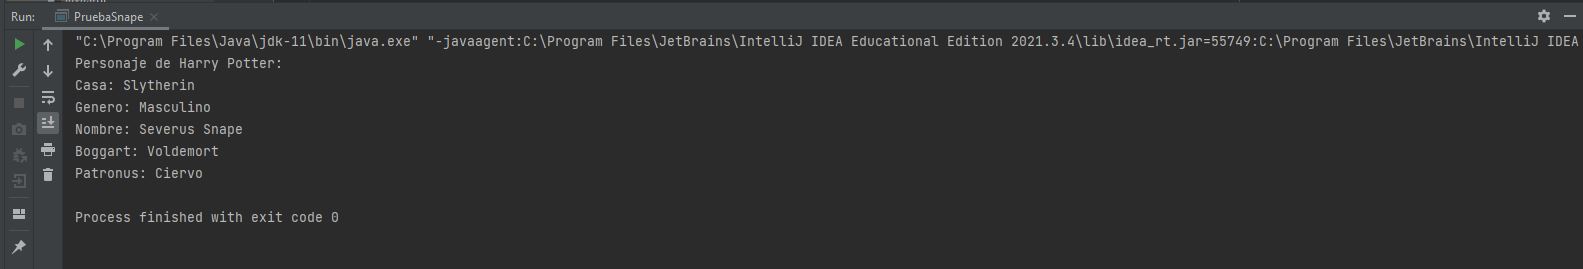 Run: PruebaSnape
"C:\Program Files\Java\jdk-11\bin\java.exe" "-javaagent:C:\Program Files\JetBrains\IntelliJ IDEA Educational Edition 2021.3.4\lib\idea_rt.jar=55749:C:\Program Files\JetBrains\IntelliJ IDEA
Personaje de Harry Potter:
Casa: Slytherin
Genero: Masculino
Nombre: Severus Snape
Boggart: Voldemort
Patronus: Ciervo
Process finished with exit code 0